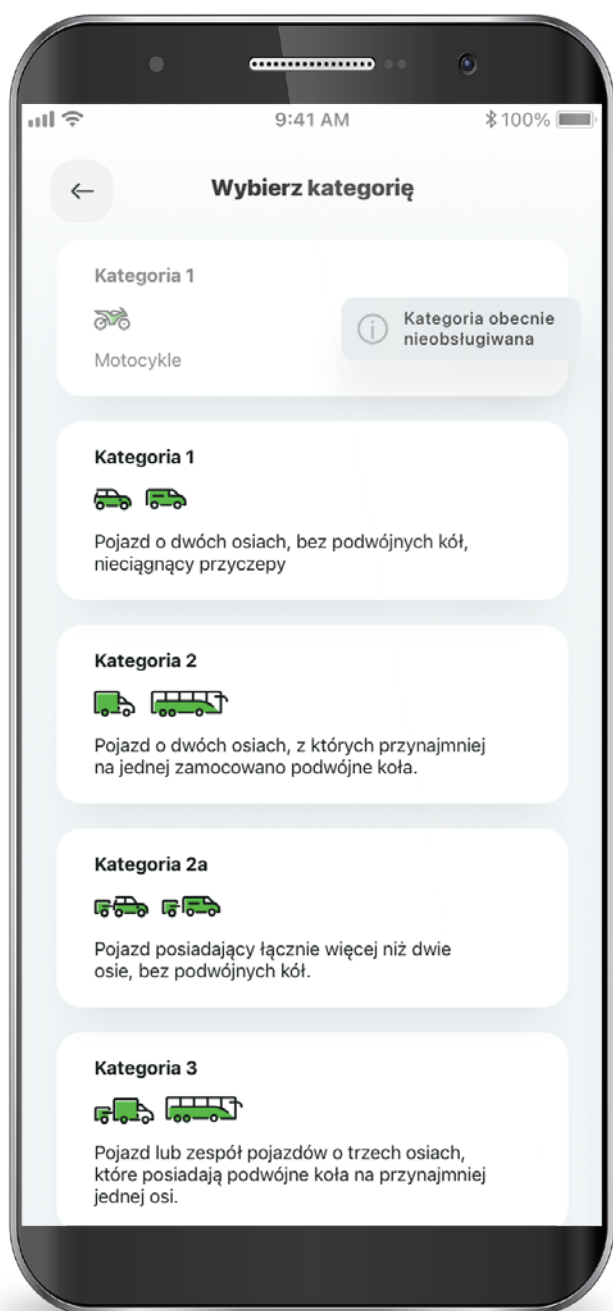 9:41 AM
100%
Wybierz kategorię
Kategoria 1
Motocykle
Kategoria obecnie
nieobsługiwana
Kategoria 1
Pojazd o dwóch osiach, bez podwójnych kół,
nieciągnący przyczepy
Kategoria 2
Pojazd o dwóch osiach, z których przynajmniej
na jednej zamocowano podwójne koła.
Kategoria 2a
Pojazd posiadający łącznie więcej niż dwie
osie, bez podwójnych kół.
Kategoria 3
Pojazd lub zespół pojazdów o trzech osiach,
które posiadają podwójne koła na przynajmniej
jednej osi.